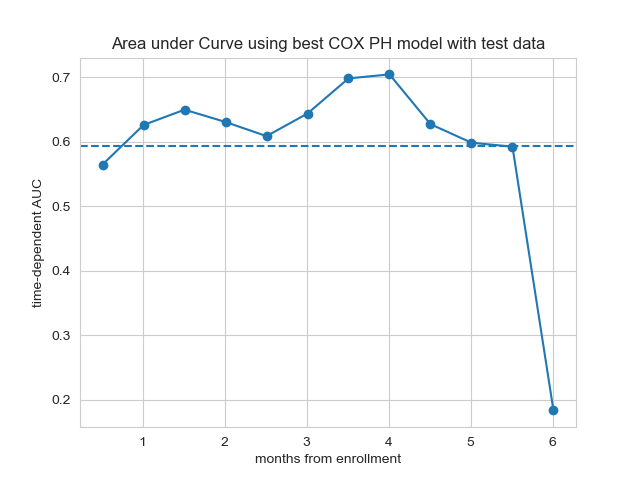 Area under Curve using best COX PH model with test data
time-dependent AUC
0.7
0.6
0.5
0.4
0.3
0.2
1 2 3 4 5 6
months from enrollment